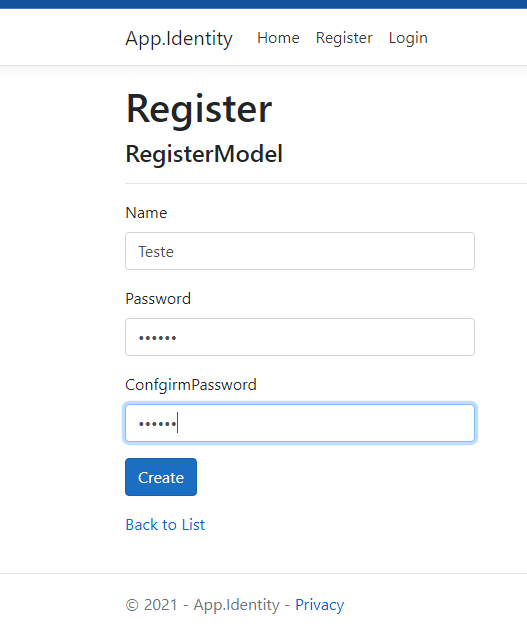 App.Identity Home Register Login
Register
RegisterModel
Name
Teste
Password
••••••
ConfgirmPassword
••••••
Create
Back to List
© 2021 - App.Identity - Privacy